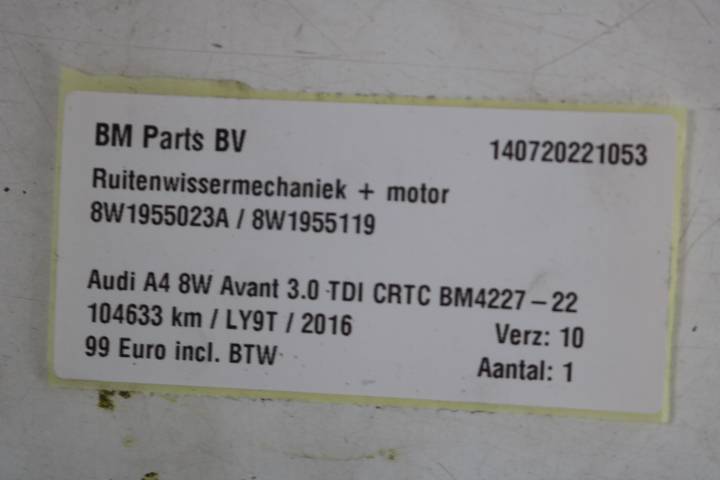 BM Parts BV 140720221053
Ruitenwissermechaniek + motor
8W1955023A / 8W1955119
Audi A4 8W Avant 3.0 TDI CRTC BM4227-22
104633 km / LY9T / 2016 Verz: 10
99 Euro incl. BTW Aantal: 1